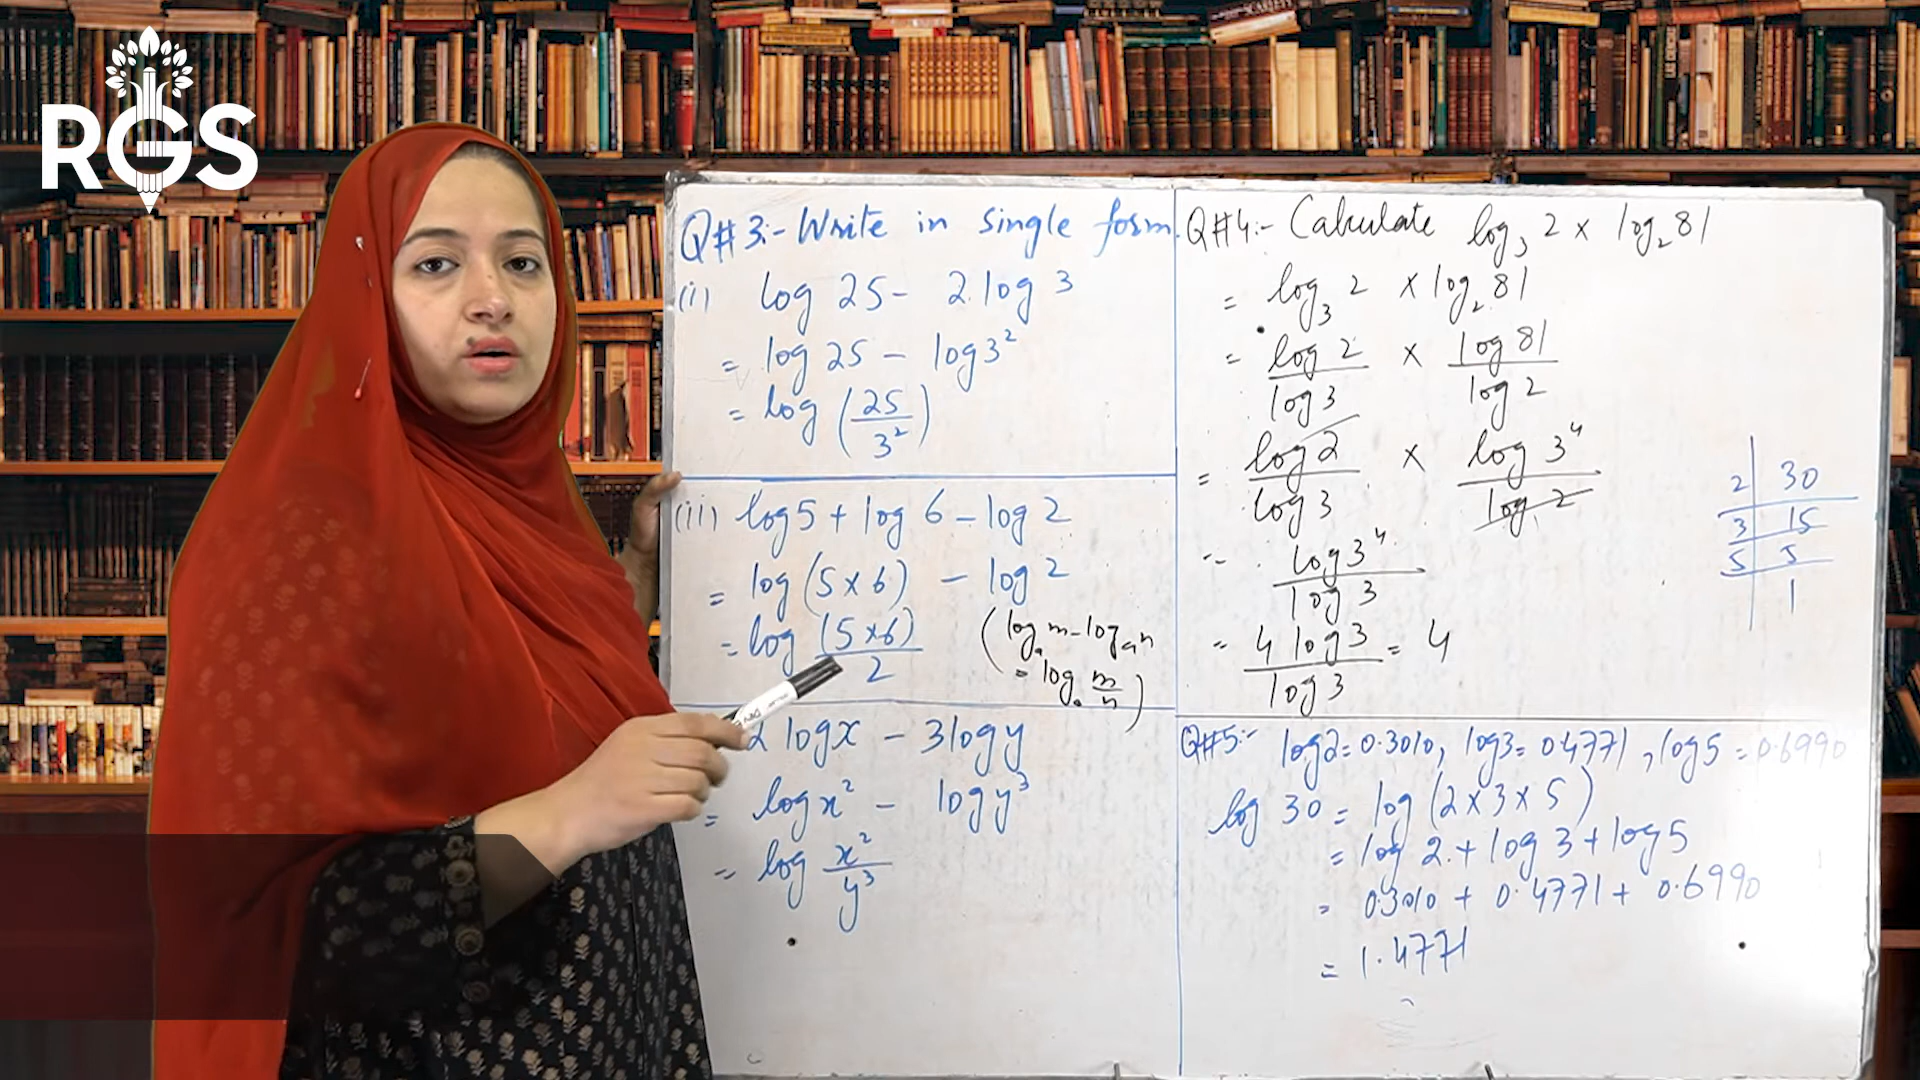 RGS
Q#3:- Write in single form.
(i) log 25 - 2 log 3
= log 25 - log 3²
= log (25/3²)
(iii) log 5 + log 6 - log 2
= log (5 × 6) - log 2
= log (5×6)/2
(logₐ m - logₐ n
= logₐ m/n)
2 log x - 3 log y
= log x² - log y³
= log x²/y³
Q#4:- Calculate log₃ 2 × log₂ 81
= log₃ 2 × log₂ 81
= log 2/log 3 × log 81/log 2
= log 2/log 3 × log 3⁴/log 2
= log 3⁴/log 3
= 4 log 3/log 3 = 4
2 | 30
3 | 15
5 | 5
| 1
Q#5:- log 2 = 0.3010, log 3 = 0.4771, log 5 = 0.6990
log 30 = log (2 × 3 × 5)
= log 2 + log 3 + log 5
= 0.3010 + 0.4771 + 0.6990
= 1.4771